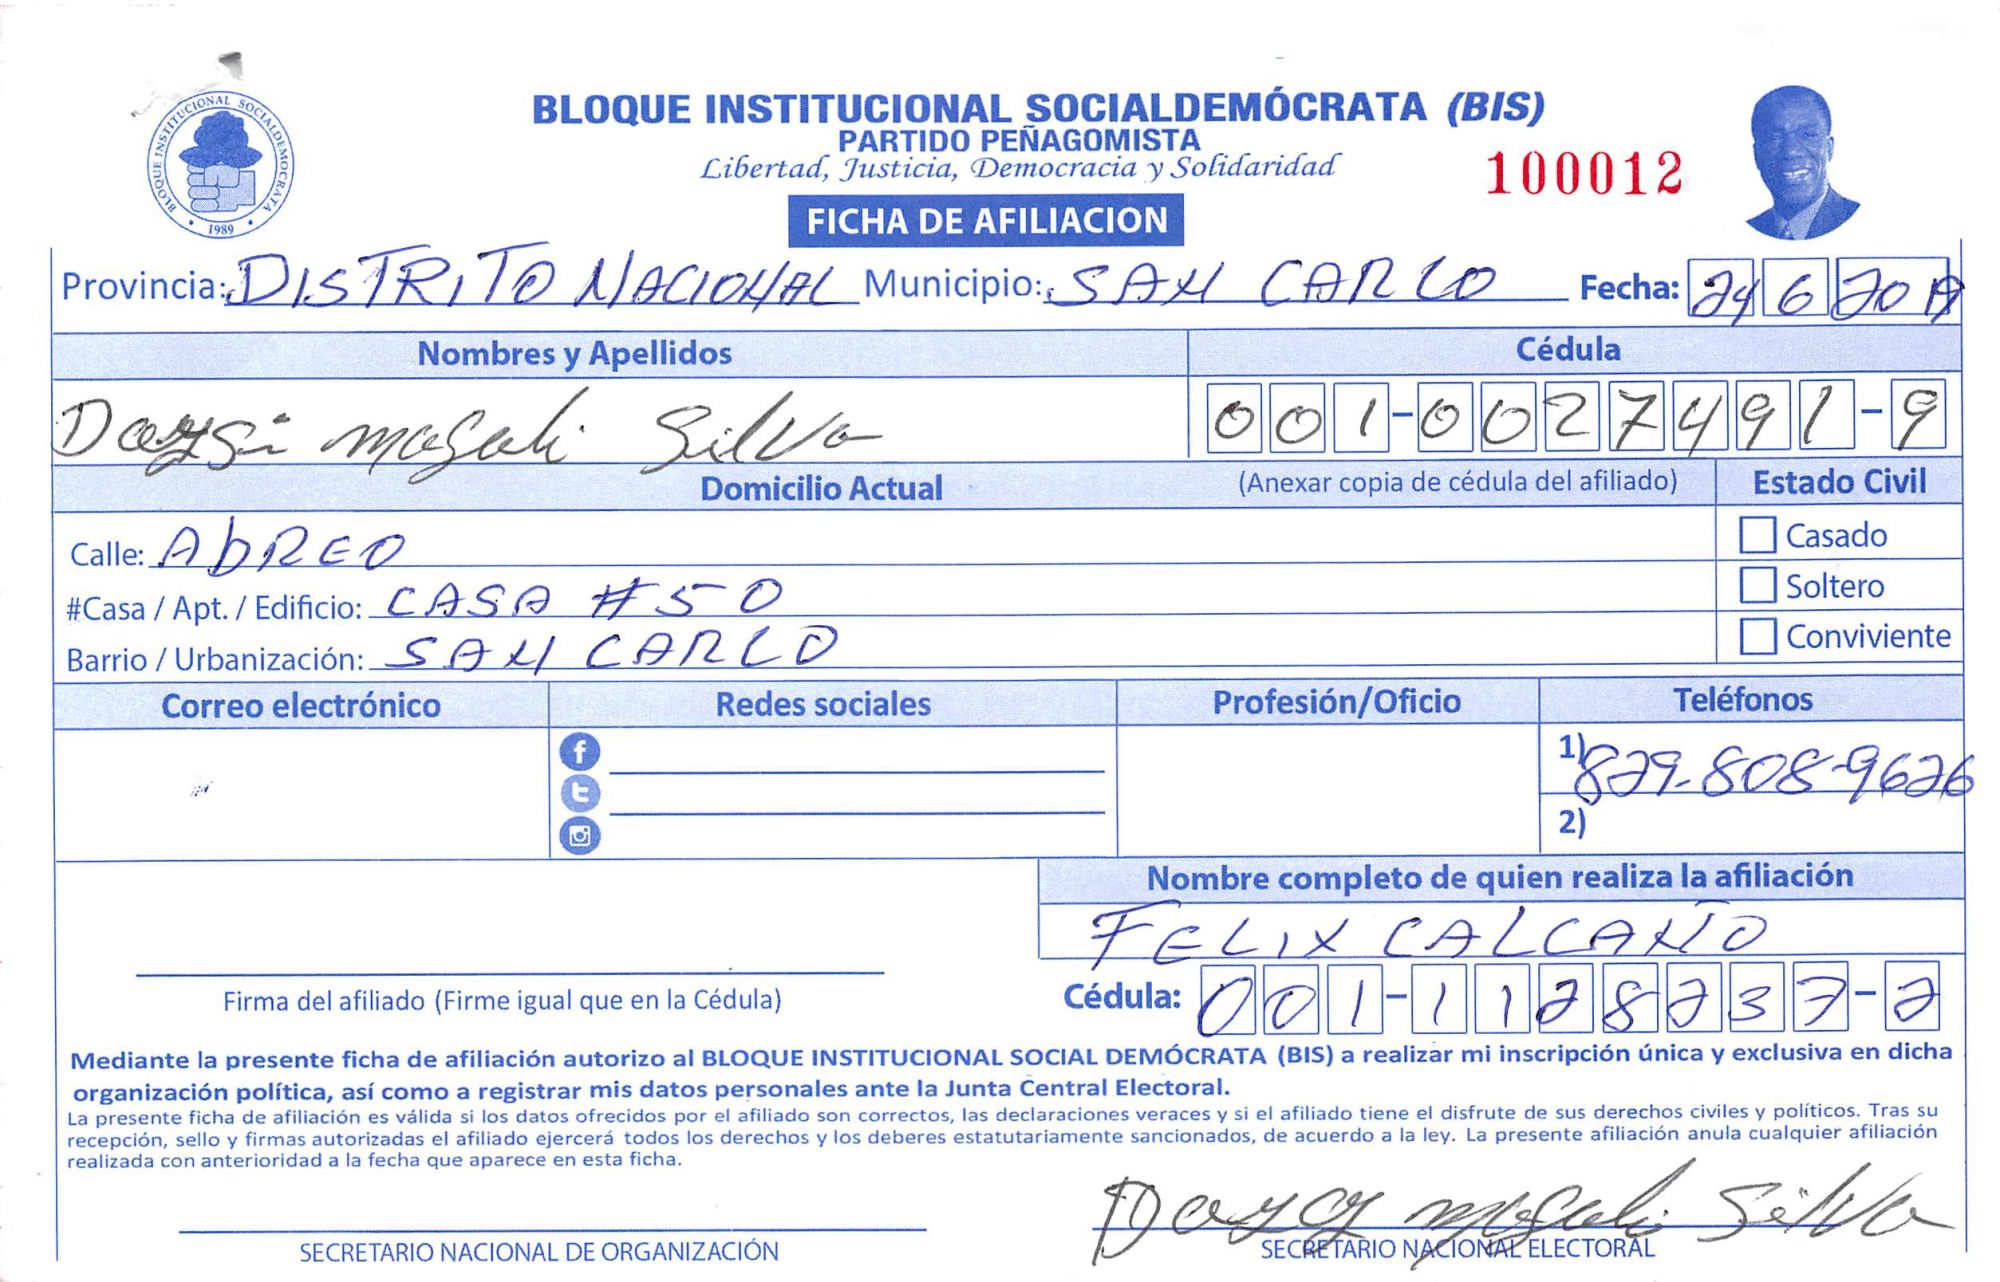 BLOQUE INSTITUCIONAL SOCIALDEMÓCRATA (BIS)
PARTIDO PEÑAGOMISTA
Libertad, Justicia, Democracia y Solidaridad
100012
BLOQUE INSTITUCIONAL SOCIALDEMOCRATA
1989
FICHA DE AFILIACION
Provincia: DISTRITO NACIONAL Municipio: SAN CARLO Fecha: 24 6 2019
Nombres y Apellidos Cédula
Daysi magali Silva 001-0027491-9
Domicilio Actual (Anexar copia de cédula del afiliado) Estado Civil
Calle: AbREO Casado
#Casa / Apt. / Edificio: CASA #50 Soltero
Barrio / Urbanización: SAN CARLO Conviviente
Correo electrónico Redes sociales Profesión/Oficio Teléfonos
1) 829-808-9626
2)
Nombre completo de quien realiza la afiliación
FELIX CALCAÑO
Firma del afiliado (Firme igual que en la Cédula) Cédula: 001-1128237-2
Mediante la presente ficha de afiliación autorizo al BLOQUE INSTITUCIONAL SOCIAL DEMÓCRATA (BIS) a realizar mi inscripción única y exclusiva en dicha
organización política, así como a registrar mis datos personales ante la Junta Central Electoral.
La presente ficha de afiliación es válida si los datos ofrecidos por el afiliado son correctos, las declaraciones veraces y si el afiliado tiene el disfrute de sus derechos civiles y políticos. Tras su
recepción, sello y firmas autorizadas el afiliado ejercerá todos los derechos y los deberes estatutariamente sancionados, de acuerdo a la ley. La presente afiliación anula cualquier afiliación
realizada con anterioridad a la fecha que aparece en esta ficha.
Daysy magali Silva
SECRETARIO NACIONAL DE ORGANIZACIÓN SECRETARIO NACIONAL ELECTORAL